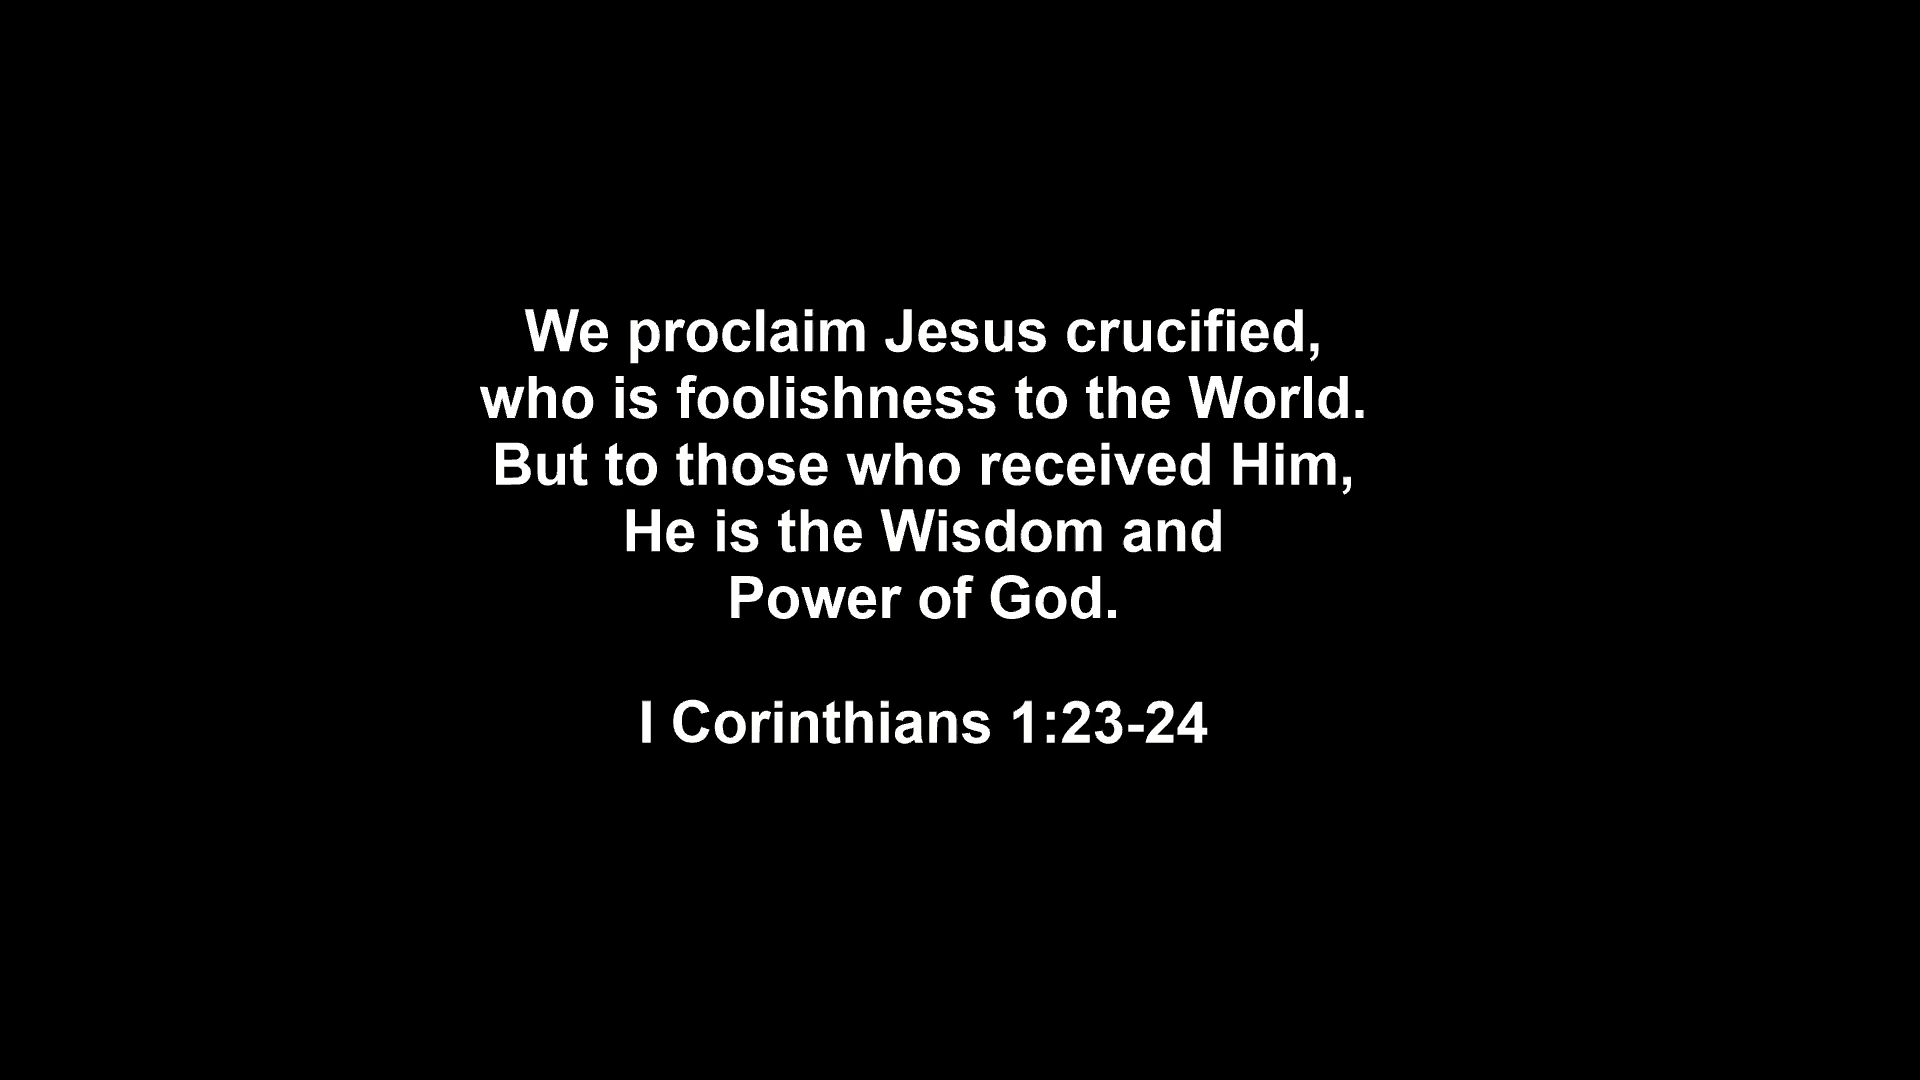 We proclaim Jesus crucified,
who is foolishness to the World.
But to those who received Him,
He is the Wisdom and
Power of God.
I Corinthians 1:23-24